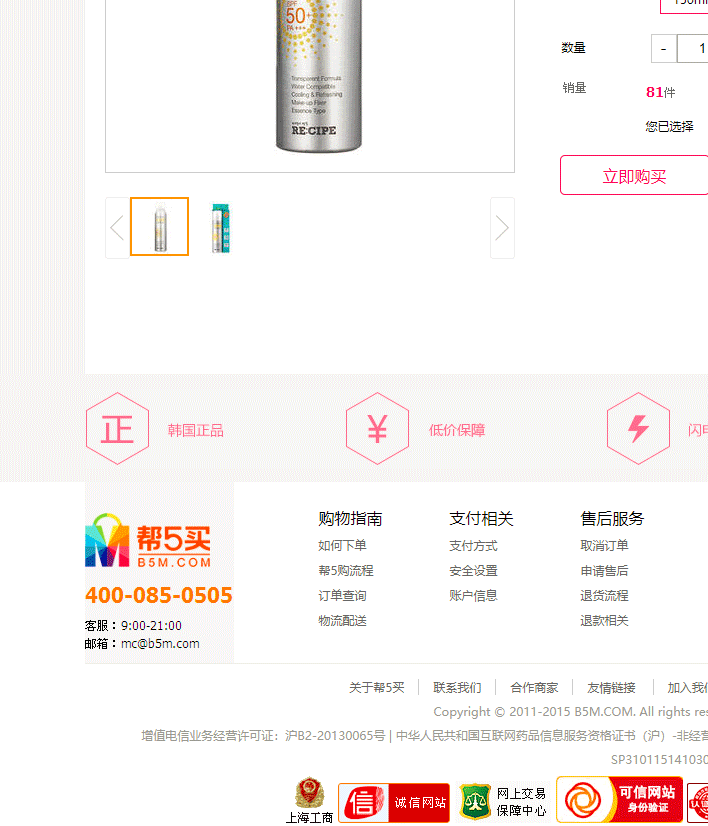 150ml
SPF
50+
PA+++
Transparent Formula
Water Compatible
Cooling & Refreshing
Make-up Fixer
Essence Type
RE:CIPE
数量
- 1
销量
81件
您已选择
立即购买
正 韩国正品
¥ 低价保障
闪电
帮5买
B5M.COM
400-085-0505
客服：9:00-21:00
邮箱：mc@b5m.com
购物指南
如何下单
帮5购流程
订单查询
物流配送
支付相关
支付方式
安全设置
账户信息
售后服务
取消订单
申请售后
退货流程
退款相关
关于帮5买 联系我们 合作商家 友情链接 加入我们
Copyright © 2011-2015 B5M.COM. All rights res
增值电信业务经营许可证：沪B2-20130065号 | 中华人民共和国互联网药品信息服务资格证书（沪）-非经营
SP310115141030
上海工商
信 诚信网站
网上交易
保障中心
可信网站
身份验证